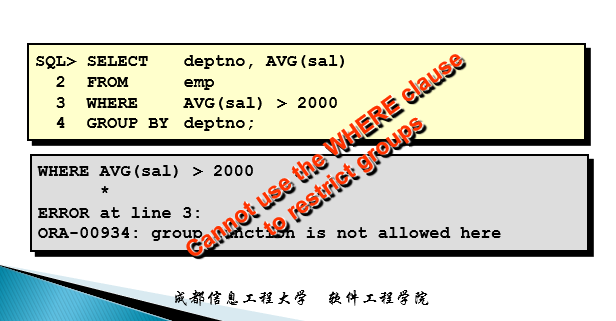 SQL> SELECT deptno, AVG(sal)
2 FROM emp
3 WHERE AVG(sal) > 2000
4 GROUP BY deptno;
WHERE AVG(sal) > 2000
*
ERROR at line 3:
ORA-00934: group function is not allowed here
Cannot use the WHERE clause
to restrict groups
成都信息工程大学 软件工程学院